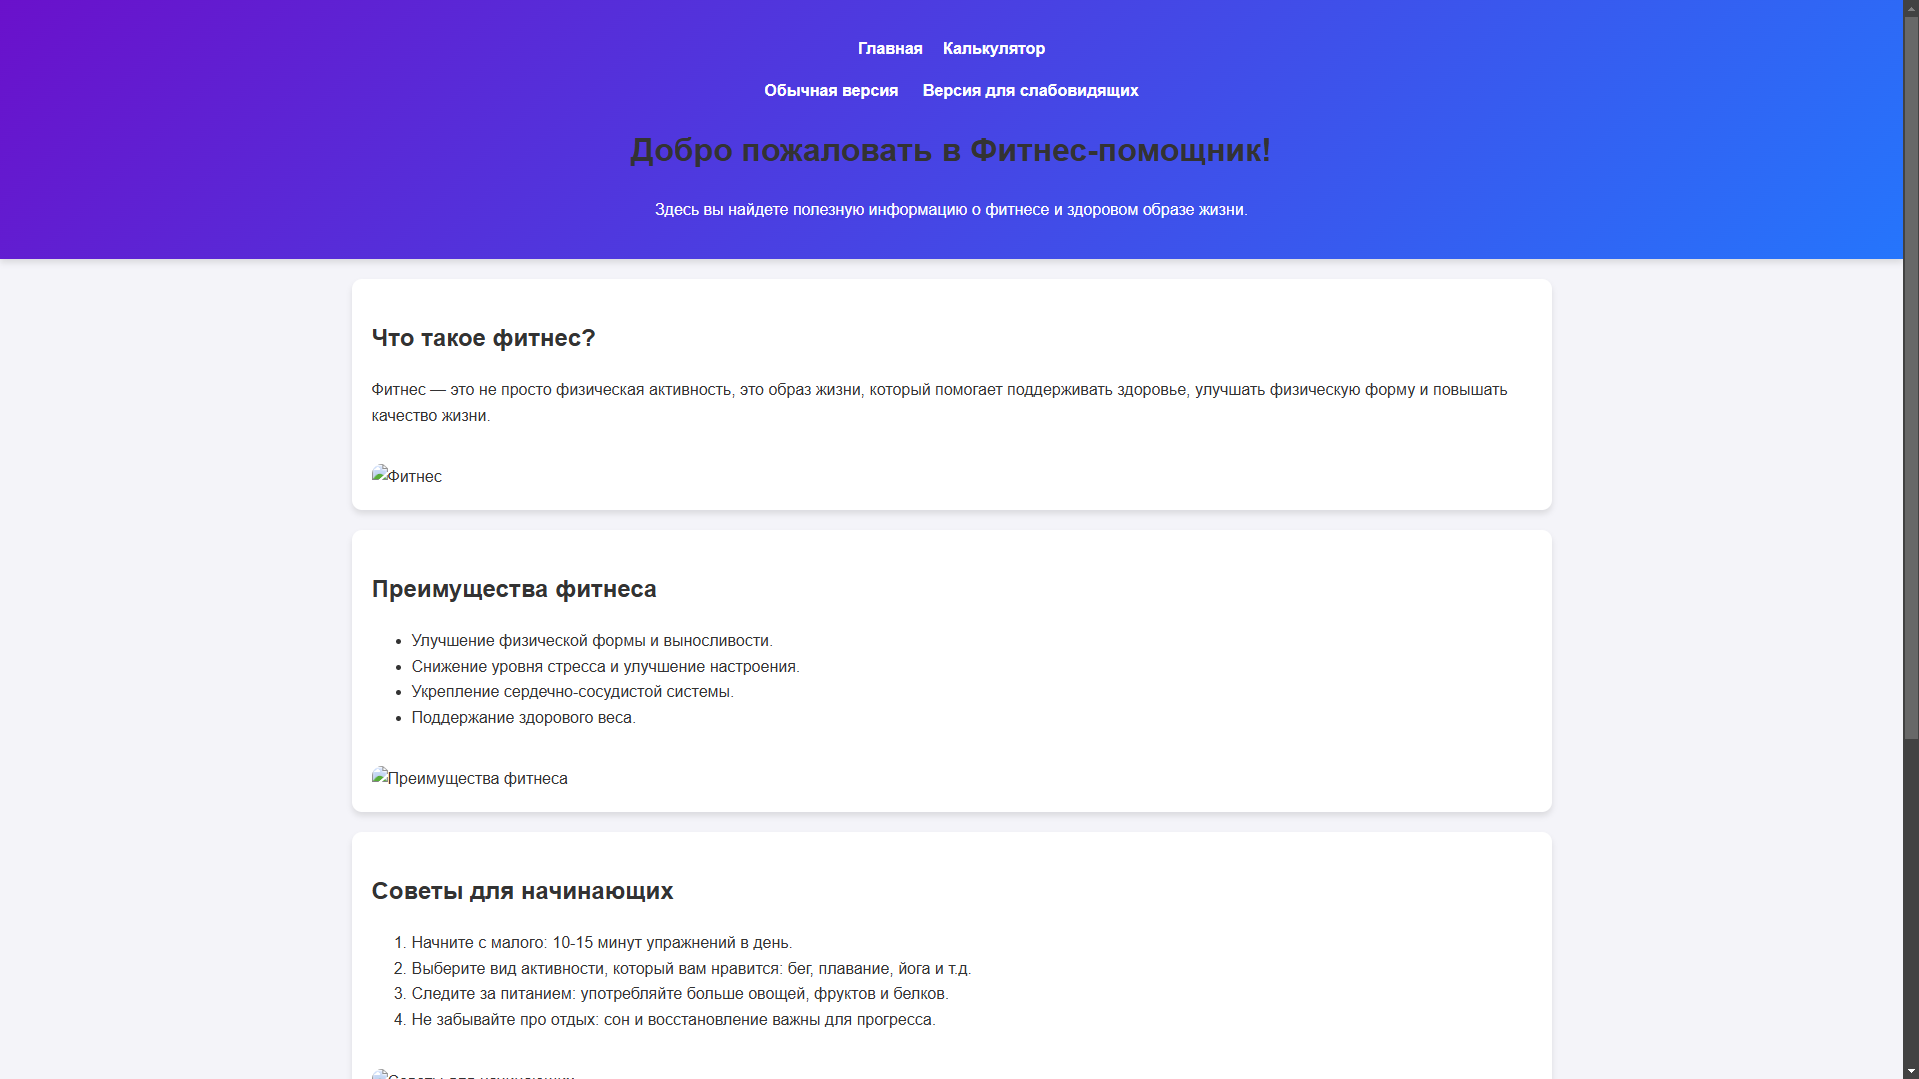 Главная Калькулятор
Обычная версия Версия для слабовидящих
Добро пожаловать в Фитнес-помощник!
Здесь вы найдете полезную информацию о фитнесе и здоровом образе жизни.
Что такое фитнес?
Фитнес — это не просто физическая активность, это образ жизни, который помогает поддерживать здоровье, улучшать физическую форму и повышать
качество жизни.
Фитнес
Преимущества фитнеса
• Улучшение физической формы и выносливости.
• Снижение уровня стресса и улучшение настроения.
• Укрепление сердечно-сосудистой системы.
• Поддержание здорового веса.
Преимущества фитнеса
Советы для начинающих
1. Начните с малого: 10-15 минут упражнений в день.
2. Выберите вид активности, который вам нравится: бег, плавание, йога и т.д.
3. Следите за питанием: употребляйте больше овощей, фруктов и белков.
4. Не забывайте про отдых: сон и восстановление важны для прогресса.
Советы для начинающих